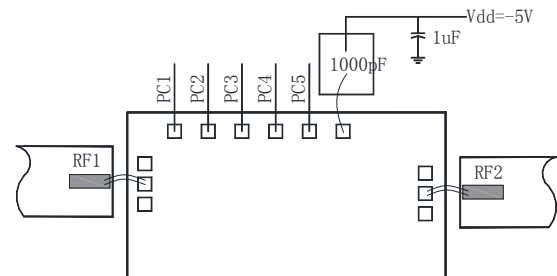 Vdd=-5V
1uF
1000pF
PC1
PC2
PC3
PC4
PC5
RF1
RF2